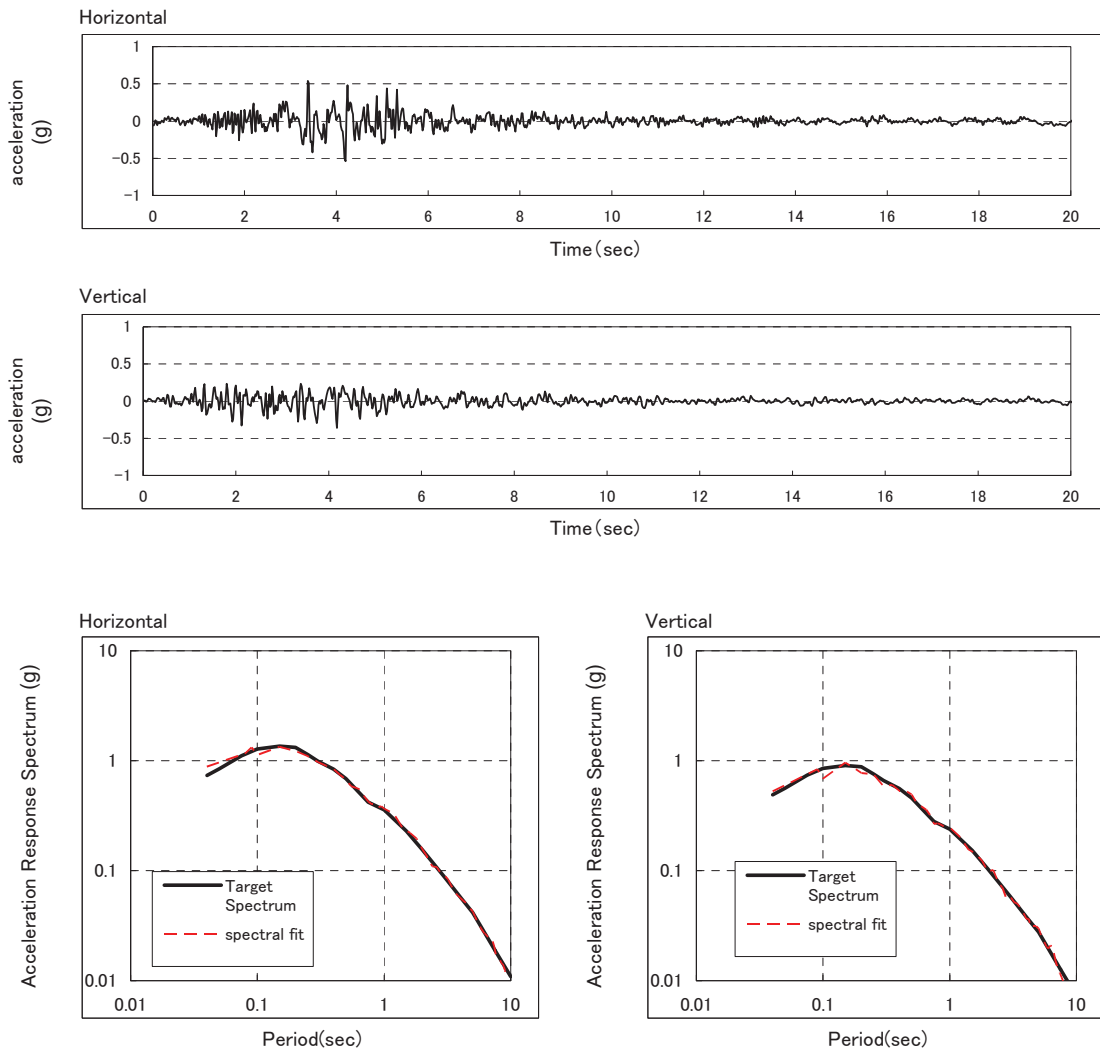 Horizontal
acceleration
(g)
1
0.5
0
-0.5
-1
0 2 4 6 8 10 12 14 16 18 20
Time(sec)
Vertical
acceleration
(g)
1
0.5
0
-0.5
-1
0 2 4 6 8 10 12 14 16 18 20
Time(sec)
Horizontal
Acceleration Response Spectrum (g)
10
1
0.1
0.01
Target
Spectrum
spectral fit
0.01 0.1 1 10
Period(sec)
Vertical
Acceleration Response Spectrum (g)
10
1
0.1
0.01
Target
Spectrum
spectral fit
0.01 0.1 1 10
Period(sec)